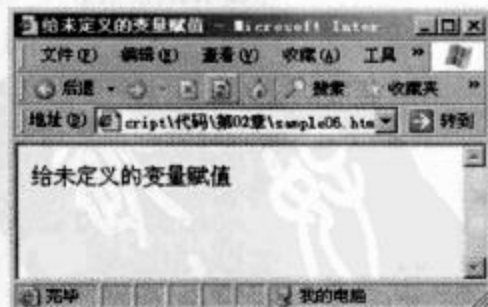 给未定义的变量赋值 - Microsoft Inter
文件(F) 编辑(E) 查看(V) 收藏(A) 工具 »
后退 搜索 收藏夹 »
地址(D) cript\代码\第02章\sample06.htm 转到
给未定义的变量赋值
完毕 我的电脑